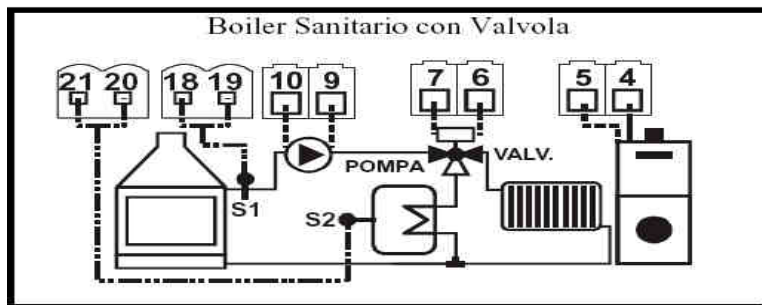 Boiler Sanitario con Valvola
21 20 18 19 10 9 7 6 5 4
POMPA VALV.
S1
S2